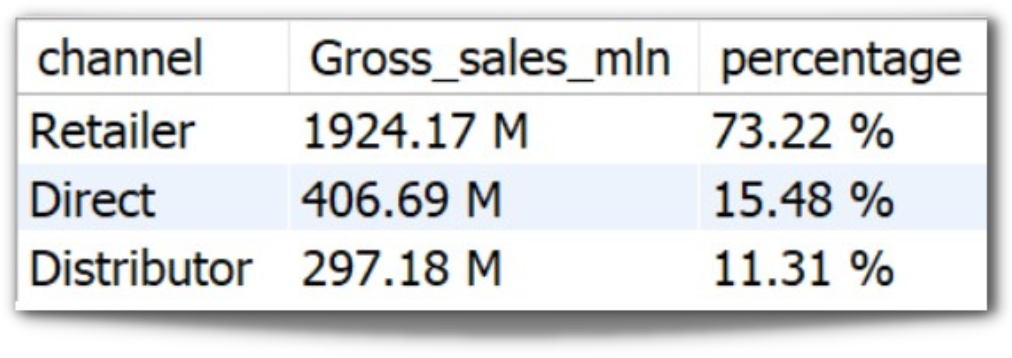 channel Gross_sales_mln percentage
Retailer 1924.17 M 73.22 %
Direct 406.69 M 15.48 %
Distributor 297.18 M 11.31 %